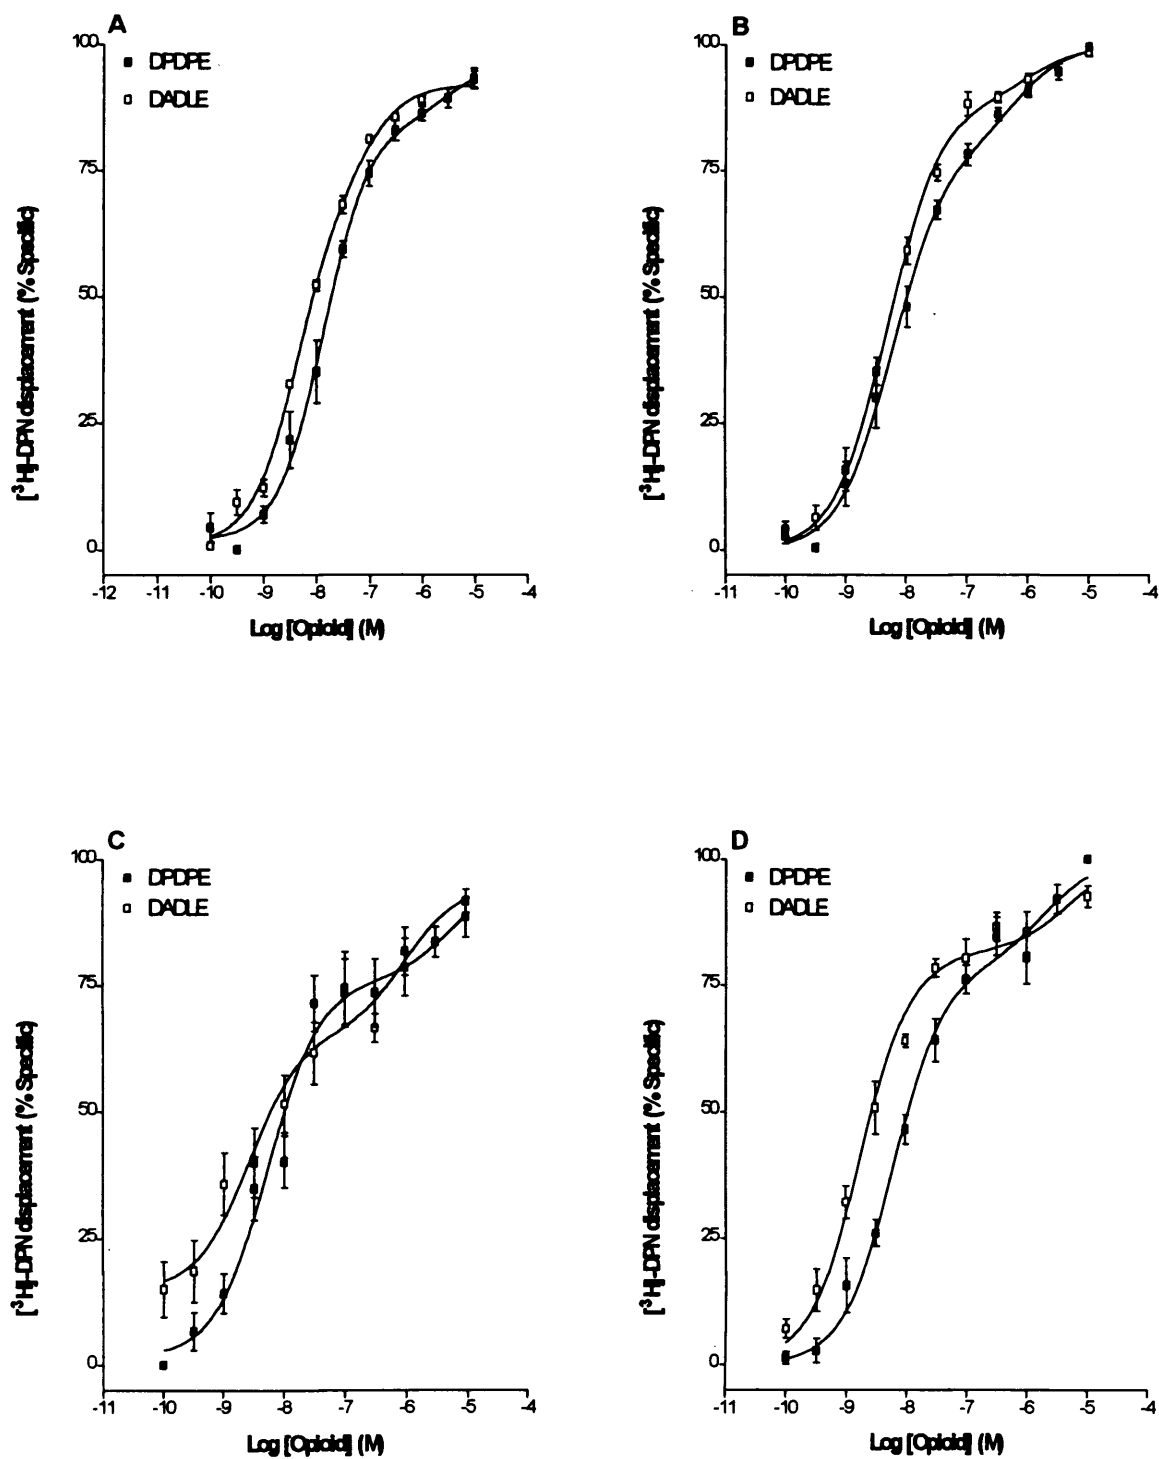 A
B
100
75
50
25
0
DPDPE
DADLE
[³H]-DPN displacement (% Specific)
-12 -11 -10 -9 -8 -7 -6 -5 -4
Log [Opioid] (M)
100
75
50
25
0
DPDPE
DADLE
[³H]-DPN displacement (% Specific)
-11 -10 -9 -8 -7 -6 -5 -4
Log [Opioid] (M)
C
D
100
75
50
25
0
DPDPE
DADLE
[³H]-DPN displacement (% Specific)
-11 -10 -9 -8 -7 -6 -5 -4
Log [Opioid] (M)
100
75
50
25
0
DPDPE
DADLE
[³H]-DPN displacement (% Specific)
-11 -10 -9 -8 -7 -6 -5 -4
Log [Opioid] (M)